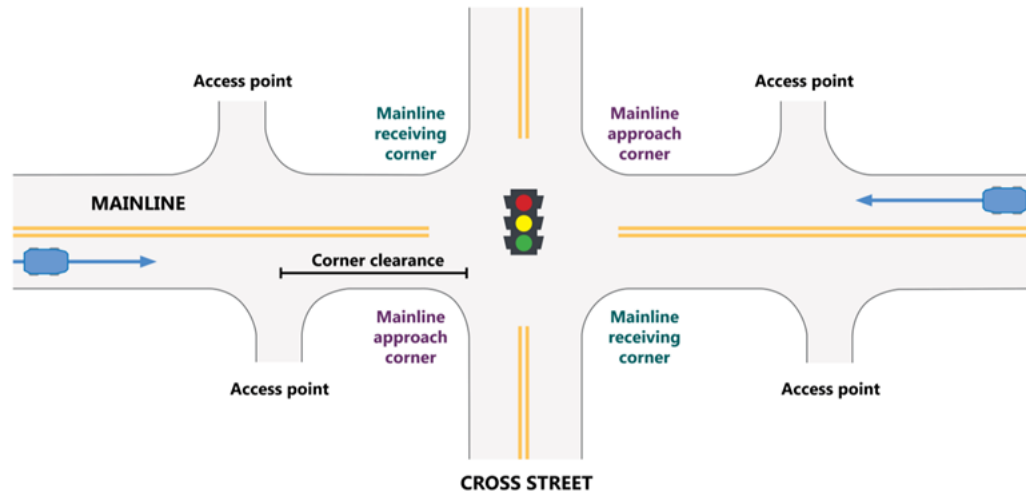 Access point
Access point
Mainline
receiving
corner
Mainline
approach
corner
MAINLINE
Corner clearance
Mainline
approach
corner
Mainline
receiving
corner
Access point
Access point
CROSS STREET